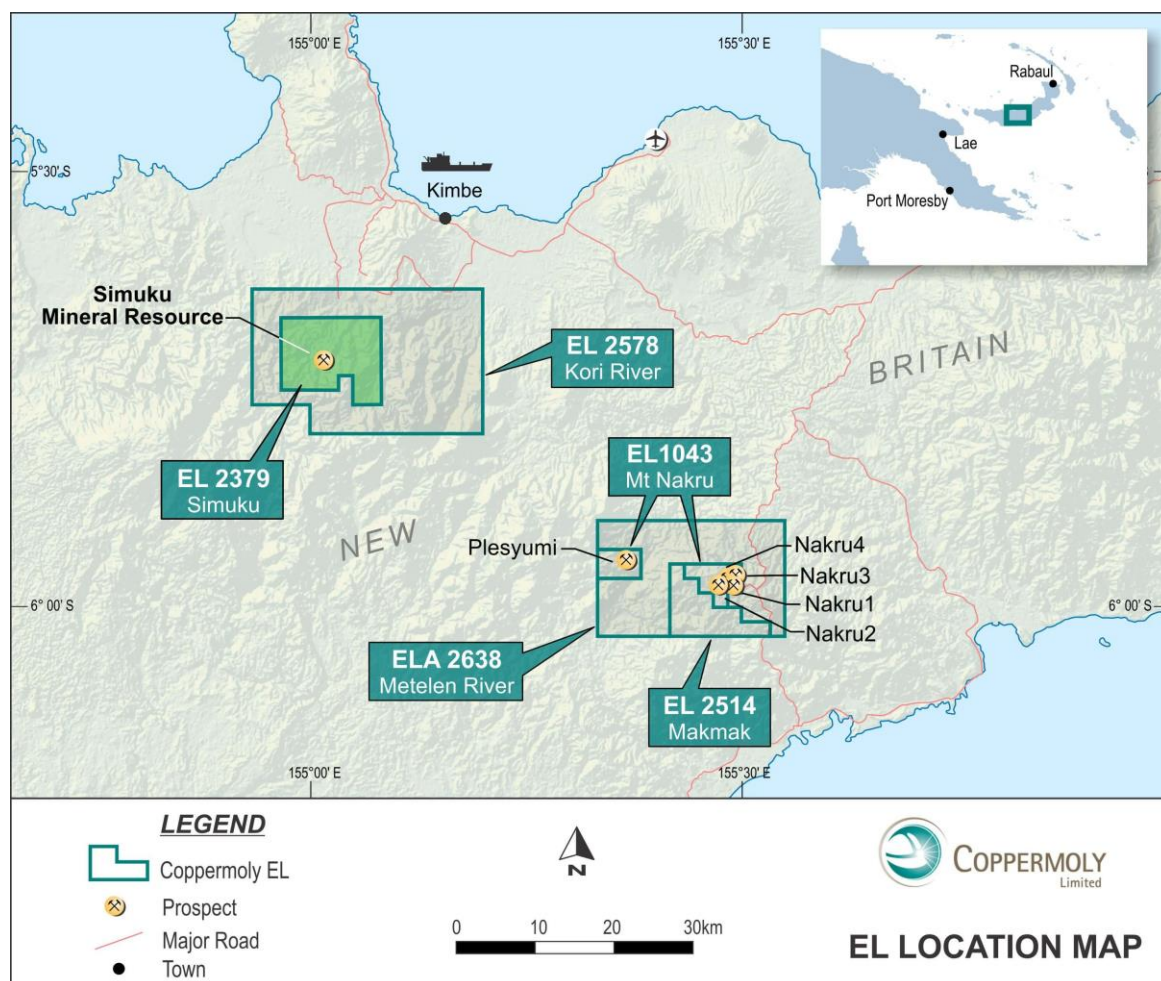 155°00' E
155°30' E
Rabaul
Lae
Port Moresby
5°30' S
5°30' S
Kimbe
Simuku
Mineral Resource
EL 2578
Kori River
BRITAIN
EL 2379
Simuku
EL1043
Mt Nakru
NEW
Plesyumi
Nakru4
Nakru3
Nakru1
Nakru2
6° 00' S
6° 00' S
ELA 2638
Metelen River
EL 2514
Makmak
155°00' E
155°30' E
LEGEND
Coppermoly EL
Prospect
Major Road
Town
N
0 10 20 30km
COPPERMOLY
Limited
EL LOCATION MAP